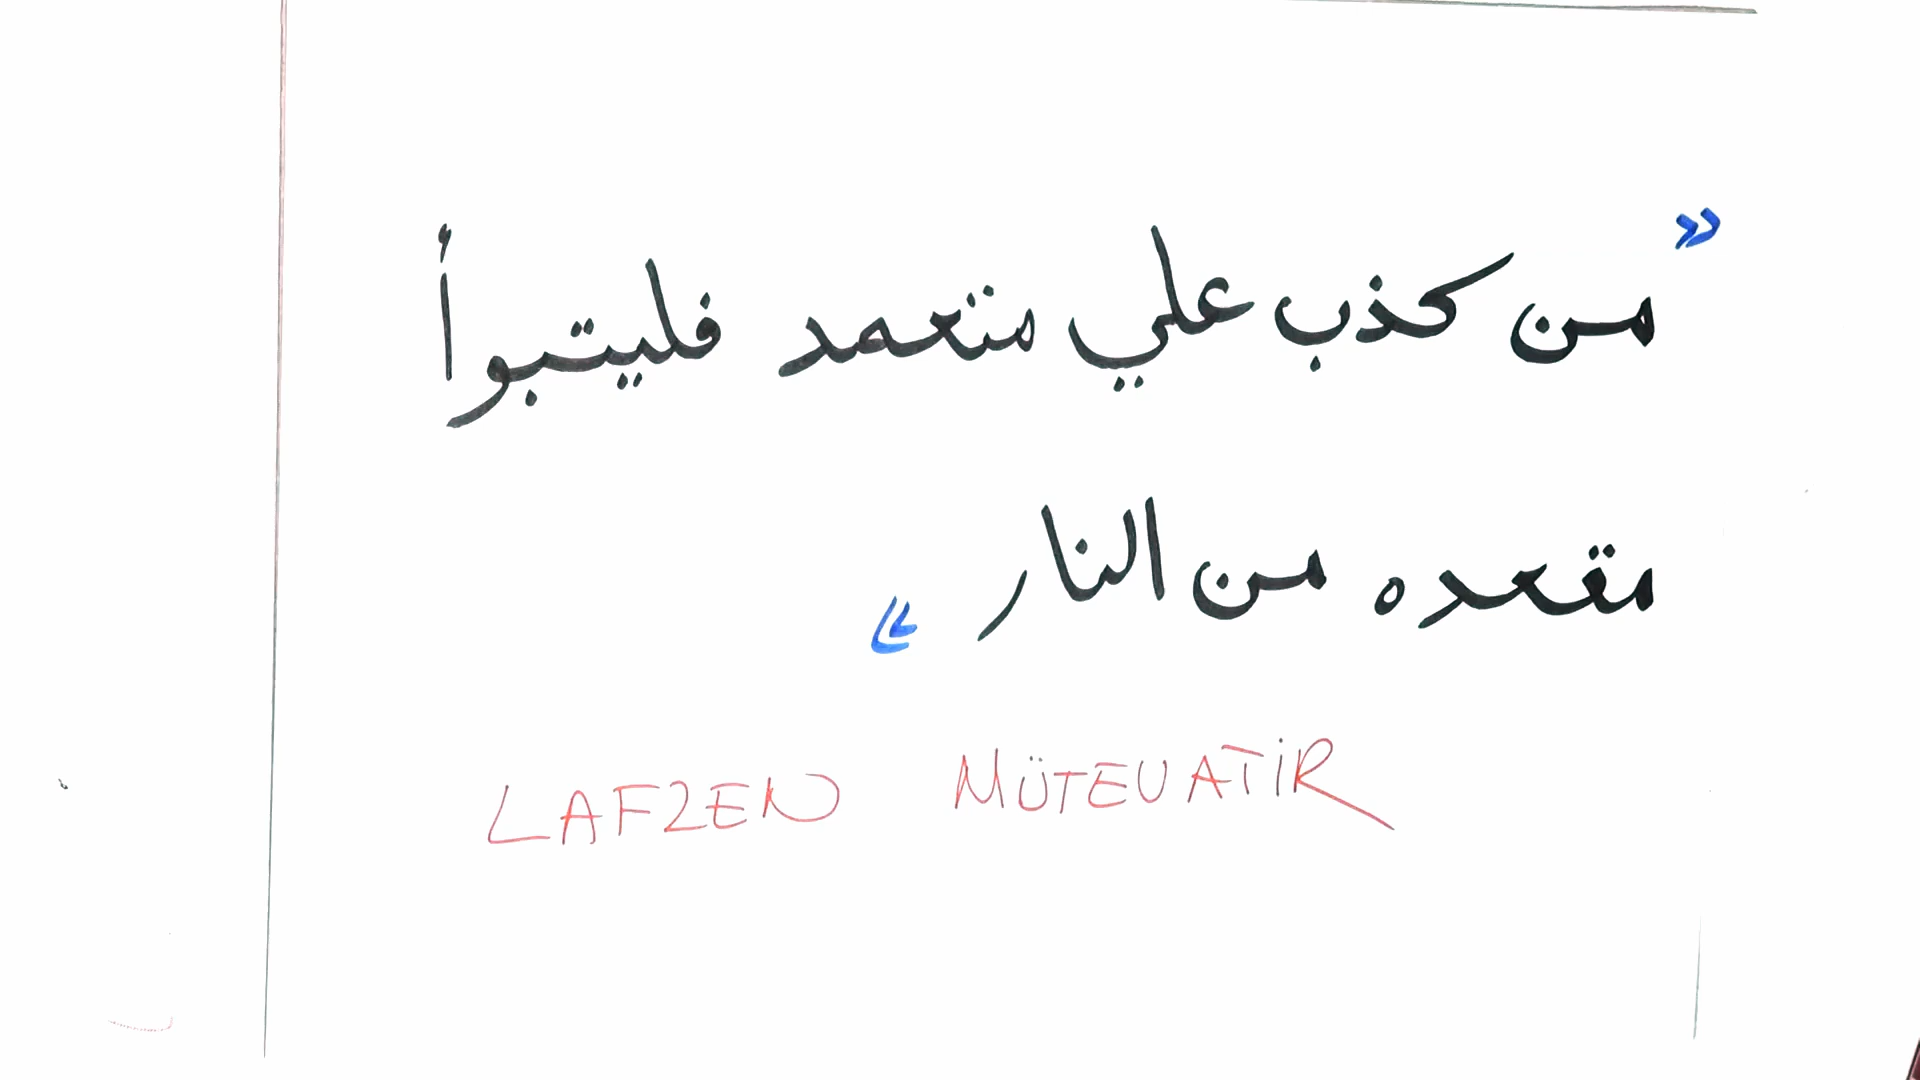 «من كذب علي متعمد فليتبوأ
مقعده من النار»
LAFZEN MÜTEVATİR